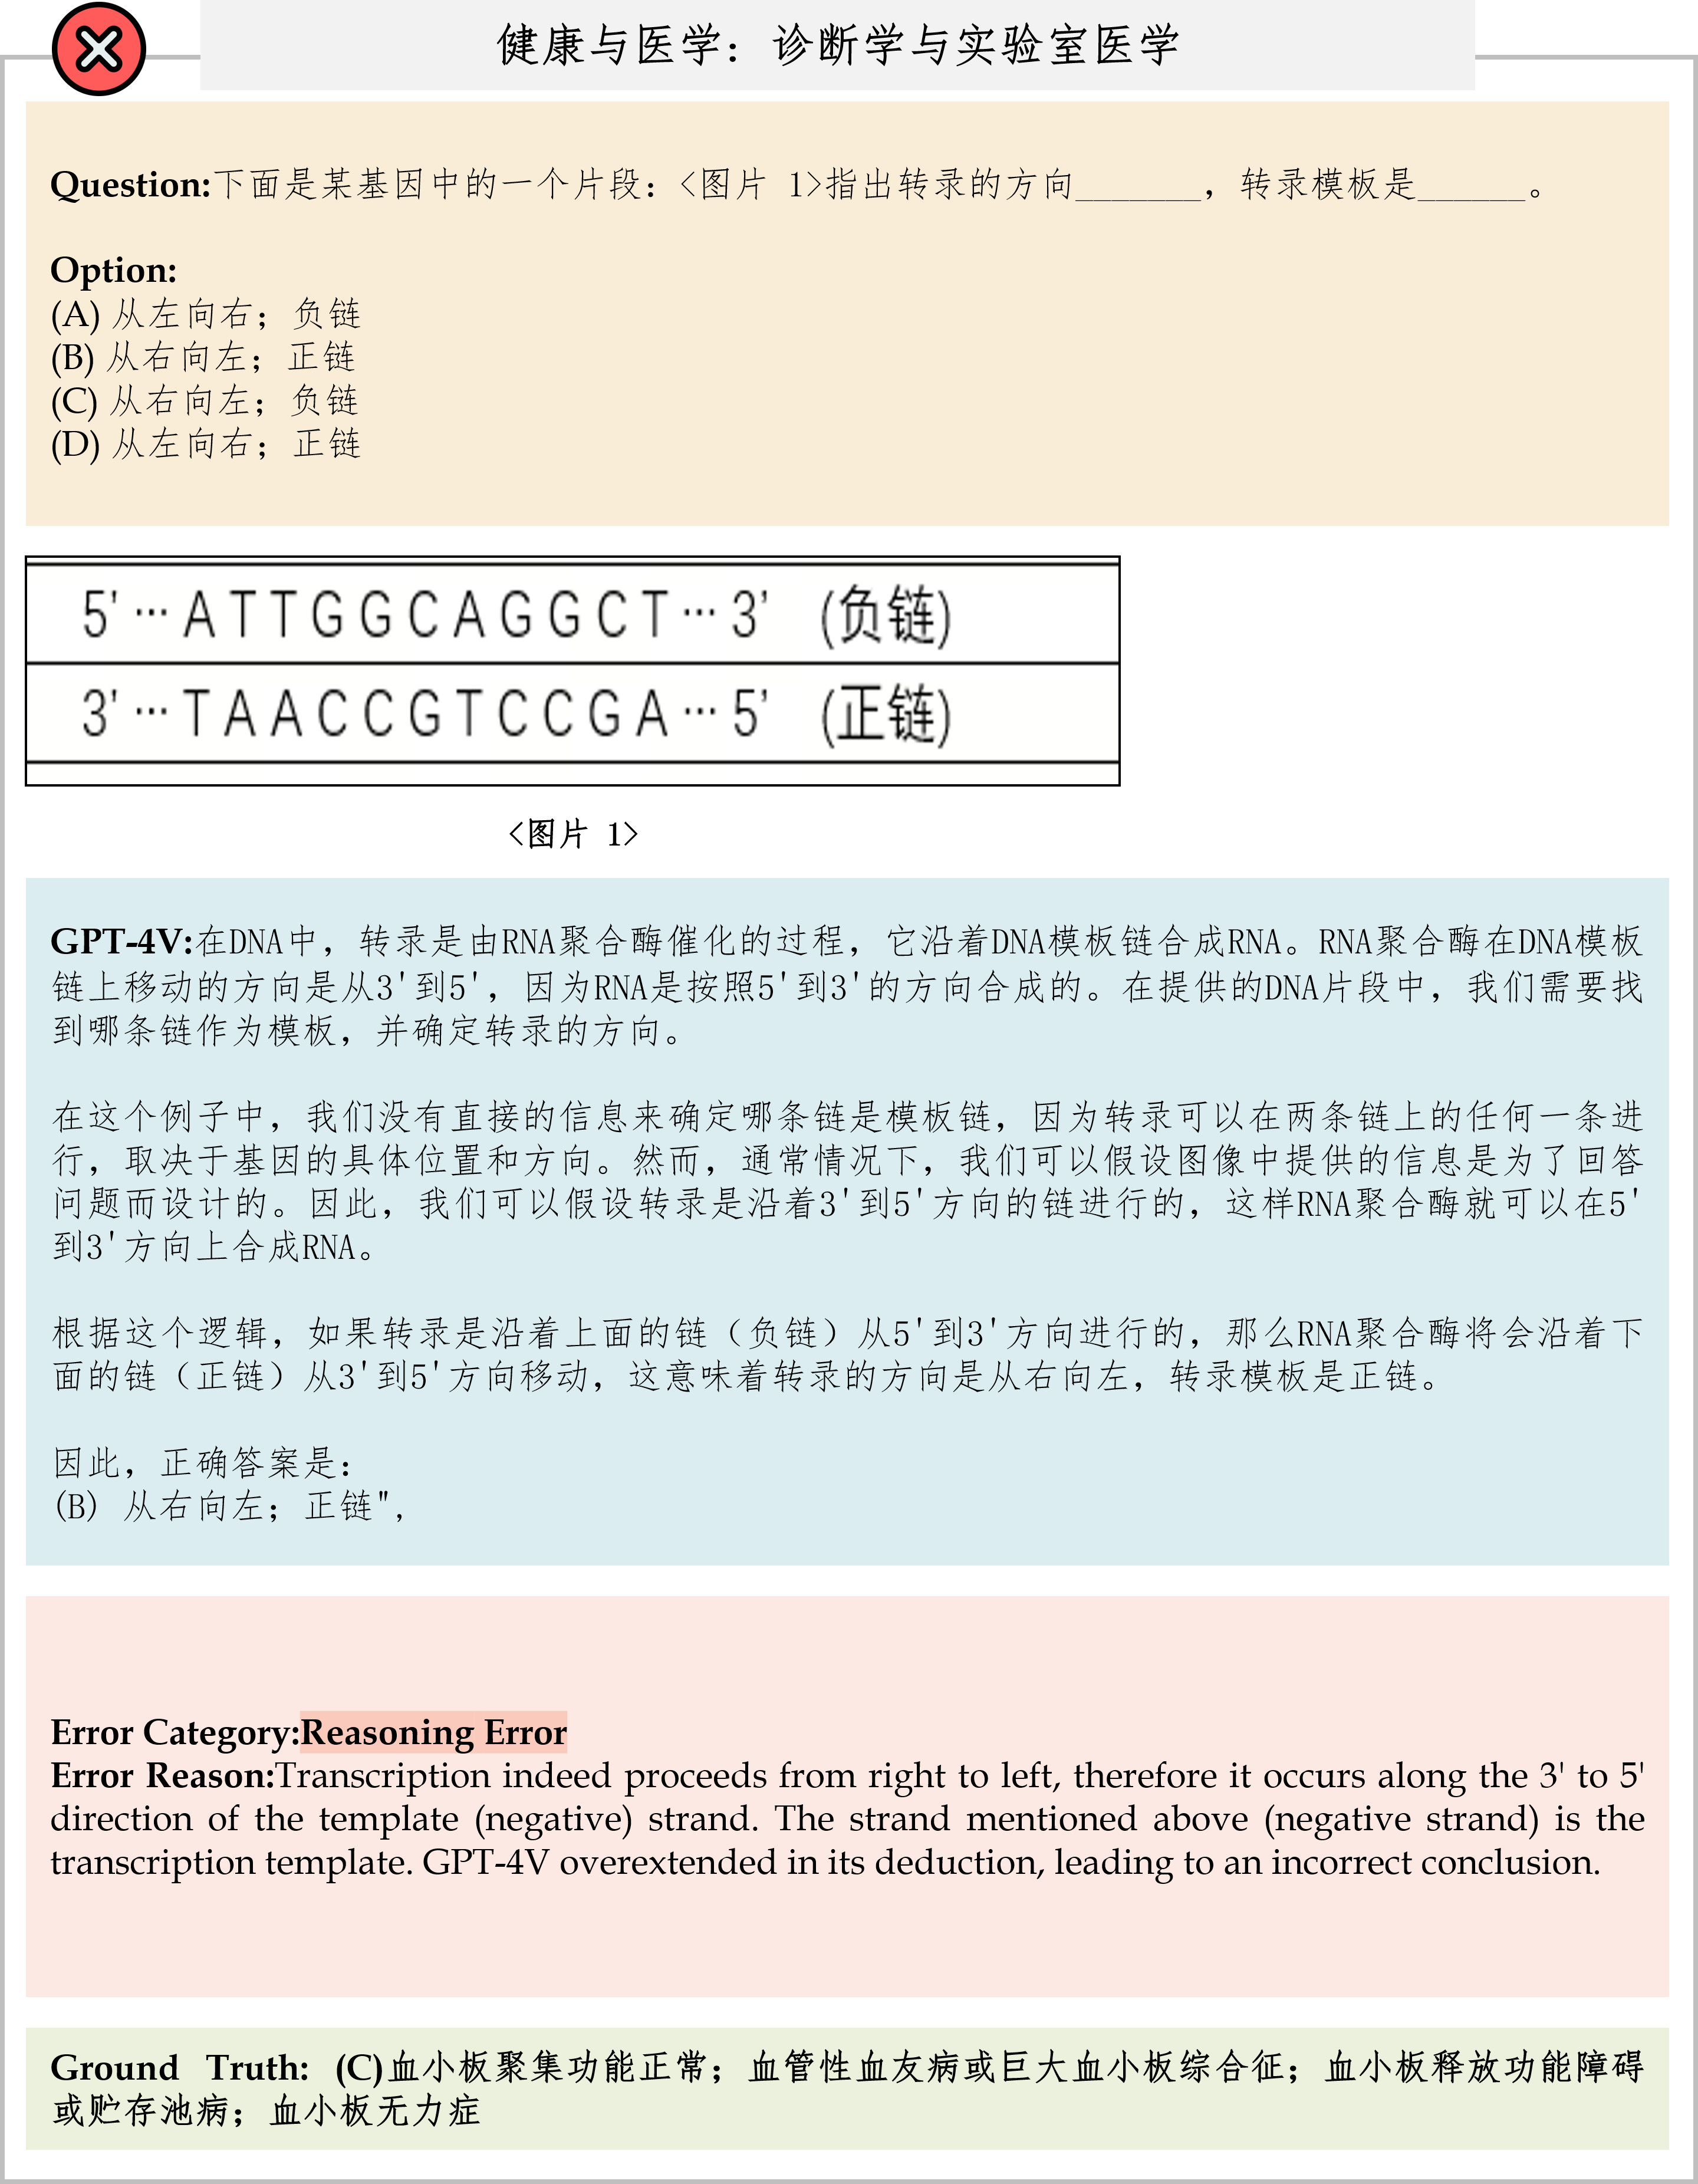 健康与医学：诊断学与实验室医学
Question:下面是某基因中的一个片段：<图片 1>指出转录的方向_______，转录模板是______。
Option:
(A) 从左向右；负链
(B) 从右向左；正链
(C) 从右向左；负链
(D) 从左向右；正链
5' ··· A T T G G C A G G C T ··· 3' (负链)
3' ··· T A A C C G T C C G A ··· 5' (正链)
<图片 1>
GPT-4V:在DNA中，转录是由RNA聚合酶催化的过程，它沿着DNA模板链合成RNA。RNA聚合酶在DNA模板
链上移动的方向是从3'到5'，因为RNA是按照5'到3'的方向合成的。在提供的DNA片段中，我们需要找
到哪条链作为模板，并确定转录的方向。
在这个例子中，我们没有直接的信息来确定哪条链是模板链，因为转录可以在两条链上的任何一条进
行，取决于基因的具体位置和方向。然而，通常情况下，我们可以假设图像中提供的信息是为了回答
问题而设计的。因此，我们可以假设转录是沿着3'到5'方向的链进行的，这样RNA聚合酶就可以在5'
到3'方向上合成RNA。
根据这个逻辑，如果转录是沿着上面的链（负链）从5'到3'方向进行的，那么RNA聚合酶将会沿着下
面的链（正链）从3'到5'方向移动，这意味着转录的方向是从右向左，转录模板是正链。
因此，正确答案是：
(B) 从右向左；正链",
Error Category:Reasoning Error
Error Reason:Transcription indeed proceeds from right to left, therefore it occurs along the 3' to 5'
direction of the template (negative) strand. The strand mentioned above (negative strand) is the
transcription template. GPT-4V overextended in its deduction, leading to an incorrect conclusion.
Ground Truth: (C)血小板聚集功能正常；血管性血友病或巨大血小板综合征；血小板释放功能障碍
或贮存池病；血小板无力症